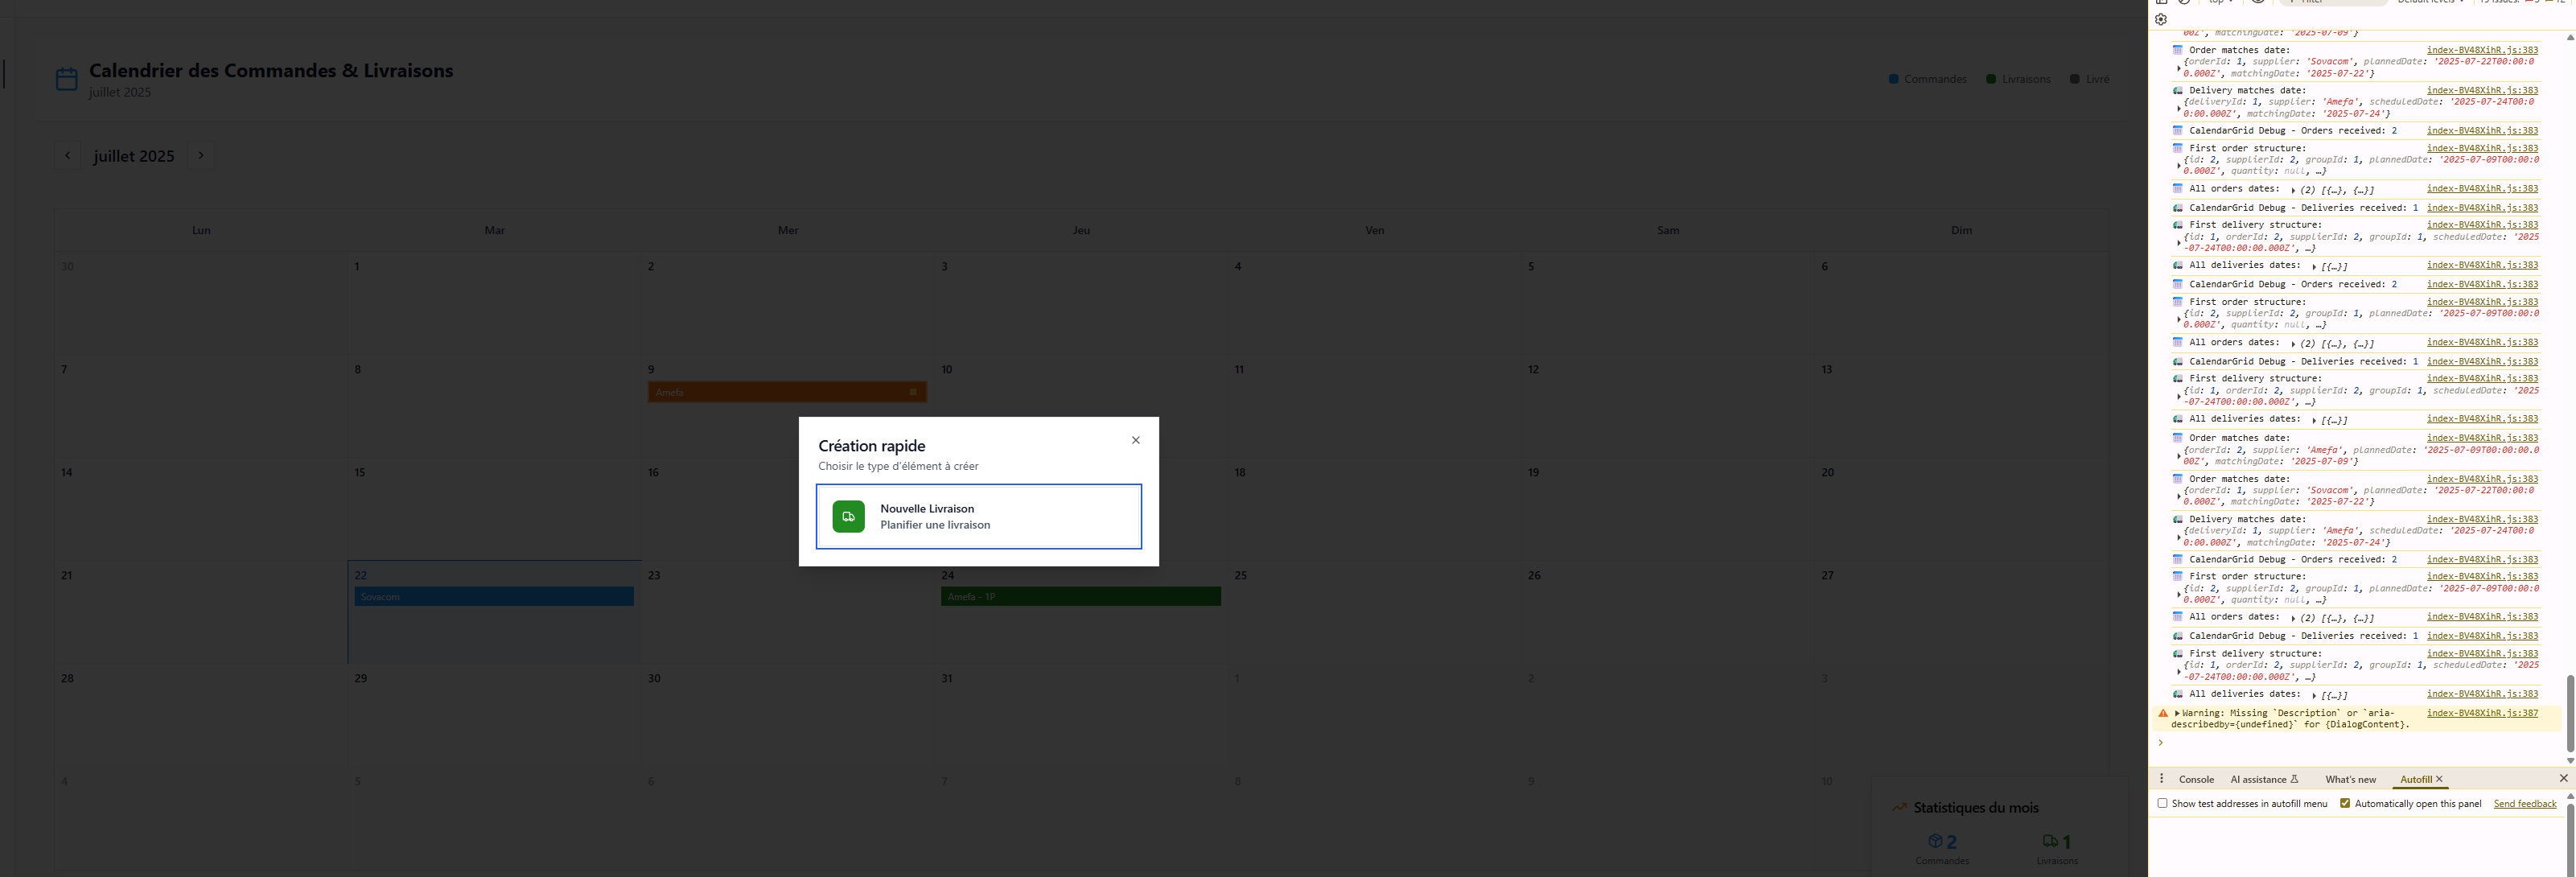 Calendrier des Commandes & Livraisons
juillet 2025
Commandes
Livraisons
Livré
juillet 2025
Lun Mar Mer Jeu Ven Sam Dim
30 1 2 3 4 5 6
7 8 9 10 11 12 13
Amefa
14 15 16 18 19 20
21 22 23 24 25 26 27
Sovacom
Amefa - 1P
28 29 30 31 1 2 3
4 5 6 7 8 9 10
Création rapide
Choisir le type d'élément à créer
Nouvelle Livraison
Planifier une livraison
Statistiques du mois
2
Commandes
1
Livraisons
00Z', matchingDate: '2025-07-09'}
Order matches date: index-BV48XihR.js:383
{orderId: 1, supplier: 'Sovacom', plannedDate: '2025-07-22T00:00:0
0.000Z', matchingDate: '2025-07-22'}
Delivery matches date: index-BV48XihR.js:383
{deliveryId: 1, supplier: 'Amefa', scheduledDate: '2025-07-24T00:0
0:00.000Z', matchingDate: '2025-07-24'}
CalendarGrid Debug - Orders received: 2 index-BV48XihR.js:383
First order structure: index-BV48XihR.js:383
{id: 2, supplierId: 2, groupId: 1, plannedDate: '2025-07-09T00:00:0
0.000Z', quantity: null, …}
All orders dates: (2) [{…}, {…}] index-BV48XihR.js:383
CalendarGrid Debug - Deliveries received: 1 index-BV48XihR.js:383
First delivery structure: index-BV48XihR.js:383
{id: 1, orderId: 2, supplierId: 2, groupId: 1, scheduledDate: '2025
-07-24T00:00:00.000Z', …}
All deliveries dates: [{…}] index-BV48XihR.js:383
CalendarGrid Debug - Orders received: 2 index-BV48XihR.js:383
First order structure: index-BV48XihR.js:383
{id: 2, supplierId: 2, groupId: 1, plannedDate: '2025-07-09T00:00:0
0.000Z', quantity: null, …}
All orders dates: (2) [{…}, {…}] index-BV48XihR.js:383
CalendarGrid Debug - Deliveries received: 1 index-BV48XihR.js:383
First delivery structure: index-BV48XihR.js:383
{id: 1, orderId: 2, supplierId: 2, groupId: 1, scheduledDate: '2025
-07-24T00:00:00.000Z', …}
All deliveries dates: [{…}] index-BV48XihR.js:383
Order matches date: index-BV48XihR.js:383
{orderId: 2, supplier: 'Amefa', plannedDate: '2025-07-09T00:00:00.0
00Z', matchingDate: '2025-07-09'}
Order matches date: index-BV48XihR.js:383
{orderId: 1, supplier: 'Sovacom', plannedDate: '2025-07-22T00:00:0
0.000Z', matchingDate: '2025-07-22'}
Delivery matches date: index-BV48XihR.js:383
{deliveryId: 1, supplier: 'Amefa', scheduledDate: '2025-07-24T00:0
0:00.000Z', matchingDate: '2025-07-24'}
CalendarGrid Debug - Orders received: 2 index-BV48XihR.js:383
First order structure: index-BV48XihR.js:383
{id: 2, supplierId: 2, groupId: 1, plannedDate: '2025-07-09T00:00:0
0.000Z', quantity: null, …}
All orders dates: (2) [{…}, {…}] index-BV48XihR.js:383
CalendarGrid Debug - Deliveries received: 1 index-BV48XihR.js:383
First delivery structure: index-BV48XihR.js:383
{id: 1, orderId: 2, supplierId: 2, groupId: 1, scheduledDate: '2025
-07-24T00:00:00.000Z', …}
All deliveries dates: [{…}] index-BV48XihR.js:383
Warning: Missing `Description` or `aria- index-BV48XihR.js:387
describedby={undefined}` for {DialogContent}.
Console AI assistance What's new Autofill
Show test addresses in autofill menu Automatically open this panel Send feedback